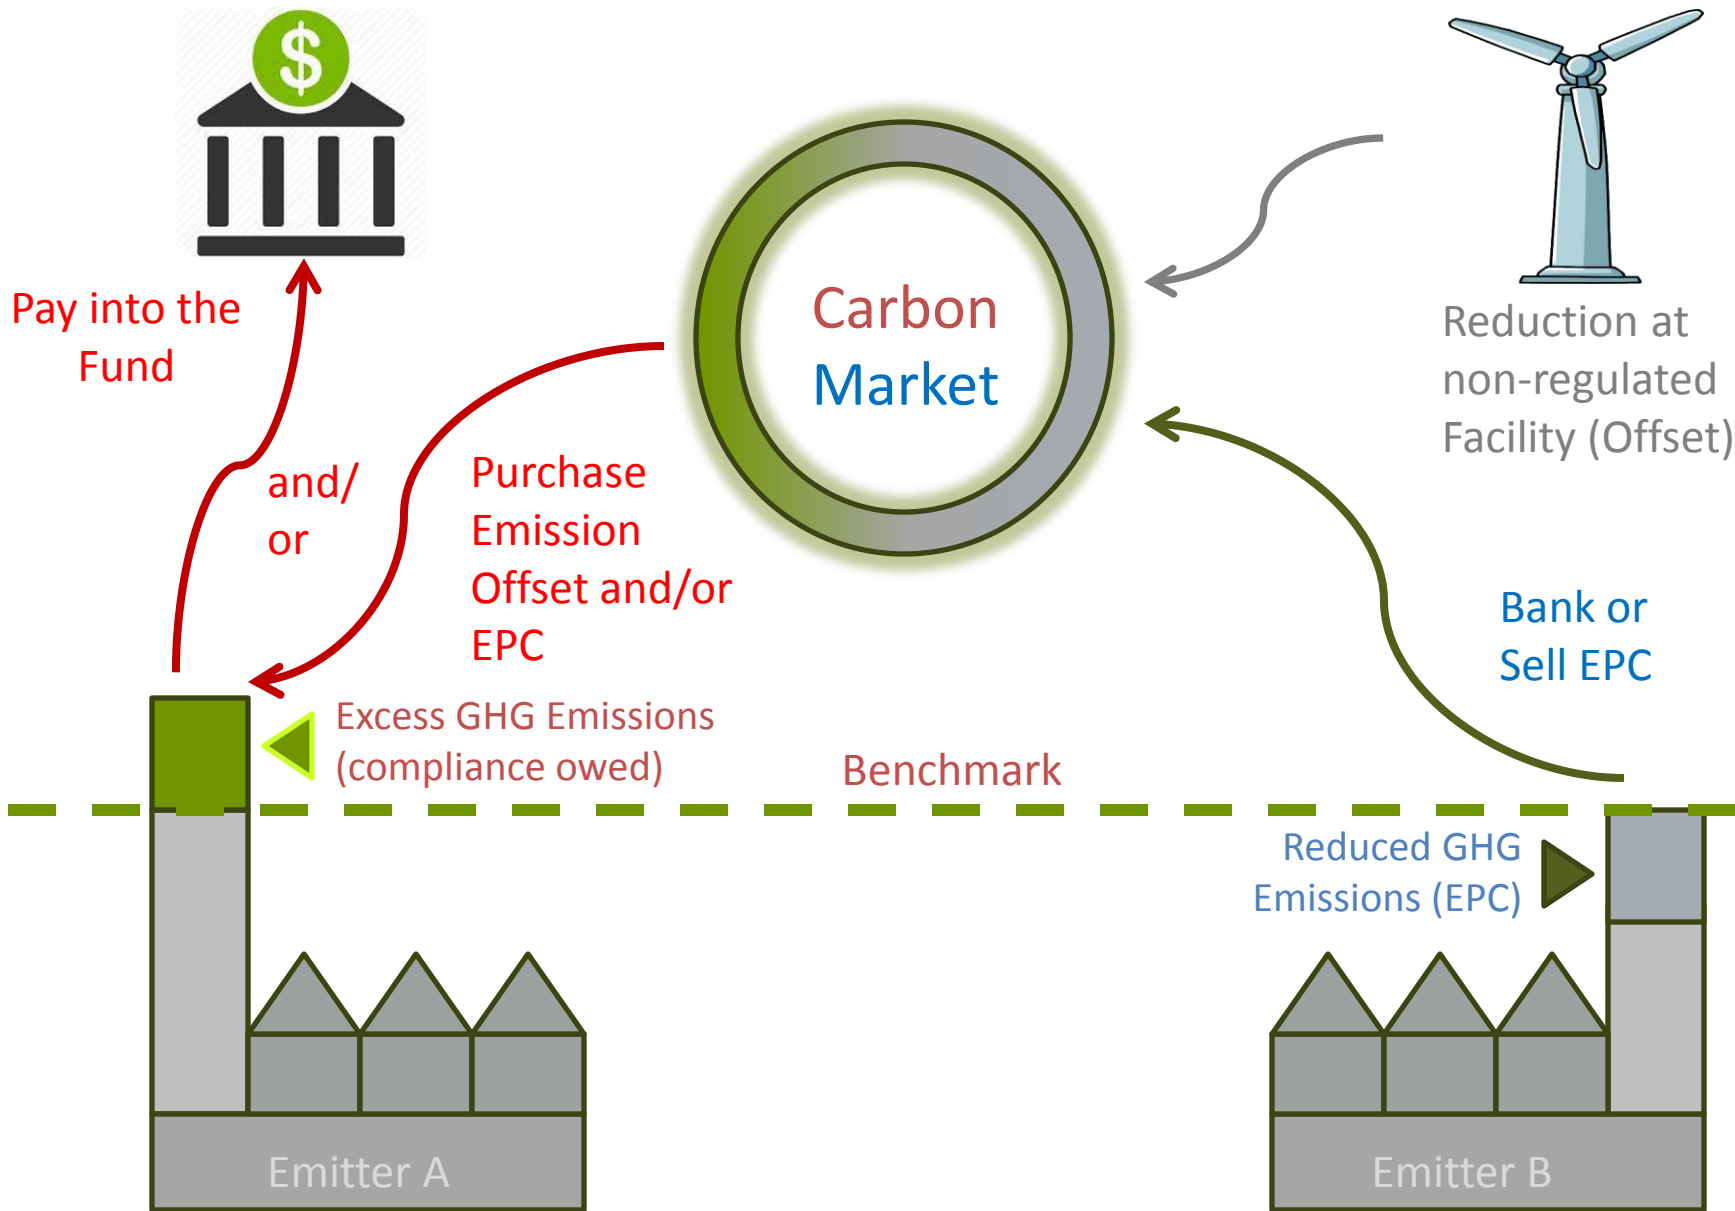 $
Pay into the
Fund
and/
or
Purchase
Emission
Offset and/or
EPC
Carbon
Market
Reduction at
non-regulated
Facility (Offset)
Bank or
Sell EPC
Excess GHG Emissions
(compliance owed)
Benchmark
Reduced GHG
Emissions (EPC)
Emitter A
Emitter B